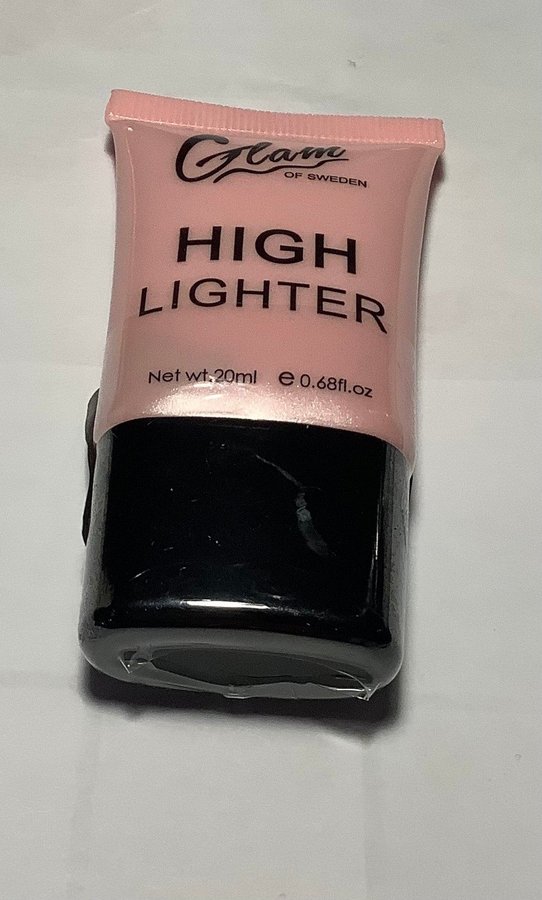 Glam
OF SWEDEN
HIGH
LIGHTER
Net wt.20ml ℮ 0.68fl.oz